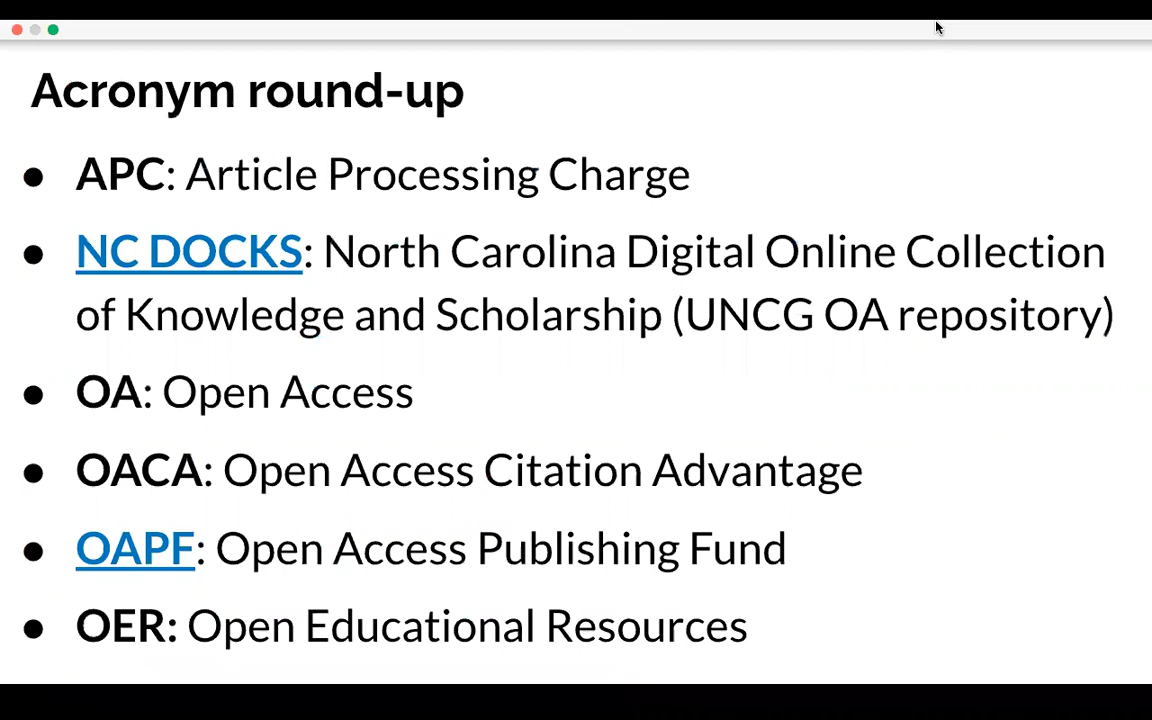 Acronym round-up
● APC: Article Processing Charge
● NC DOCKS: North Carolina Digital Online Collection
of Knowledge and Scholarship (UNCG OA repository)
● OA: Open Access
● OACA: Open Access Citation Advantage
● OAPF: Open Access Publishing Fund
● OER: Open Educational Resources